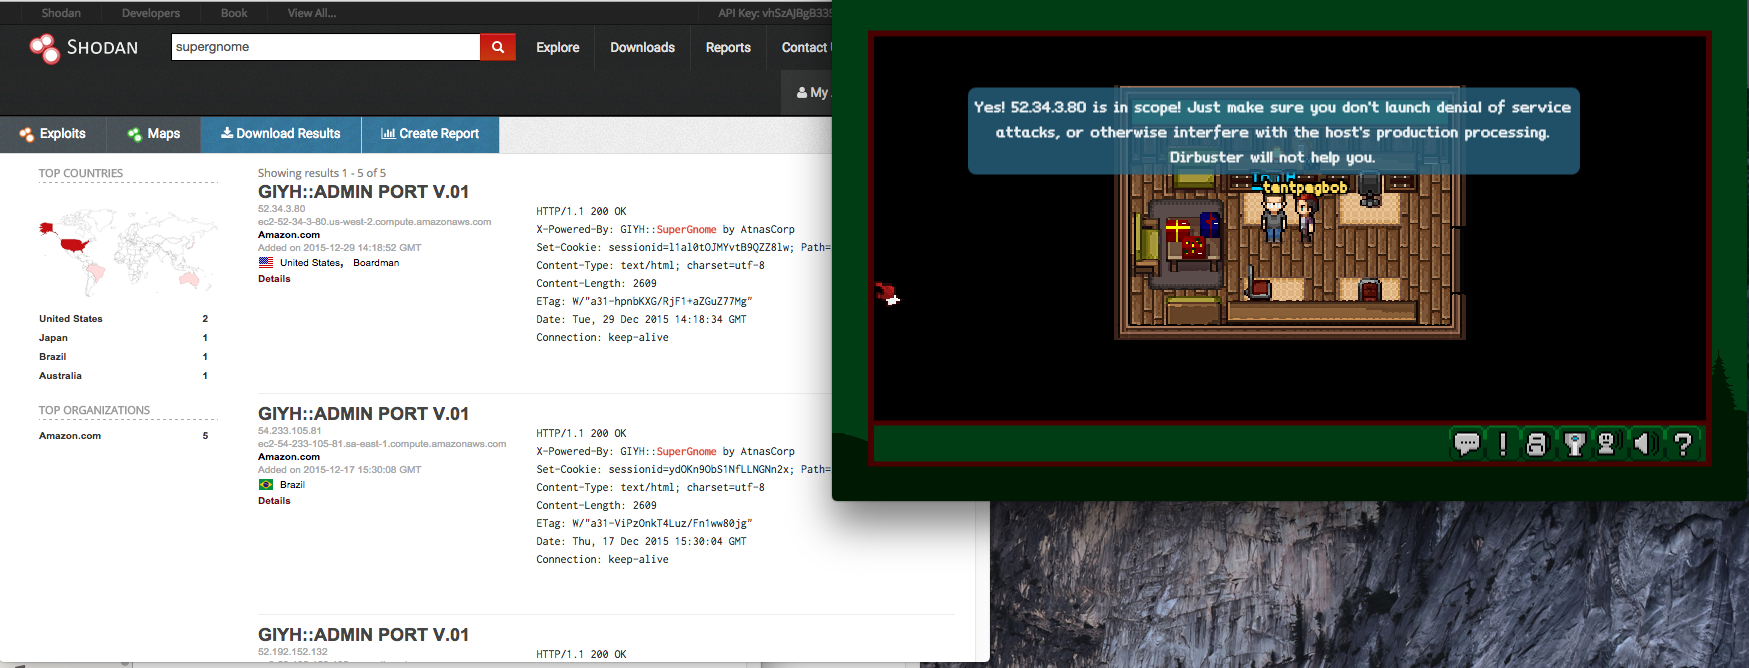 Shodan Developers Book View All... API Key: vhSzAJBgB33S
SHODAN supergnome Explore Downloads Reports Contact
My
Exploits Maps Download Results Create Report
TOP COUNTRIES
United States 2
Japan 1
Brazil 1
Australia 1
TOP ORGANIZATIONS
Amazon.com 5
Showing results 1 - 5 of 5
GIYH::ADMIN PORT V.01
52.34.3.80
ec2-52-34-3-80.us-west-2.compute.amazonaws.com
Amazon.com
Added on 2015-12-29 14:18:52 GMT
United States, Boardman
Details
HTTP/1.1 200 OK
X-Powered-By: GIYH::SuperGnome by AtnasCorp
Set-Cookie: sessionid=l1al0tOJMYvtB9QZZ8lw; Path=
Content-Type: text/html; charset=utf-8
Content-Length: 2609
ETag: W/"a31-hpnbKXG/RjF1+aZGuZ77Mg"
Date: Tue, 29 Dec 2015 14:18:34 GMT
Connection: keep-alive
GIYH::ADMIN PORT V.01
54.233.105.81
ec2-54-233-105-81.sa-east-1.compute.amazonaws.com
Amazon.com
Added on 2015-12-17 15:30:08 GMT
Brazil
Details
HTTP/1.1 200 OK
X-Powered-By: GIYH::SuperGnome by AtnasCorp
Set-Cookie: sessionid=ydOKn9ObS1NfLLNGNn2x; Path=
Content-Type: text/html; charset=utf-8
Content-Length: 2609
ETag: W/"a31-ViPzOnkT4Luz/Fn1ww80jg"
Date: Thu, 17 Dec 2015 15:30:04 GMT
Connection: keep-alive
GIYH::ADMIN PORT V.01
52.192.152.132
HTTP/1.1 200 OK
Yes! 52.34.3.80 is in scope! Just make sure you don't launch denial of service
attacks, or otherwise interfere with the host's production processing.
Dirbuster will not help you.
tentpegbob